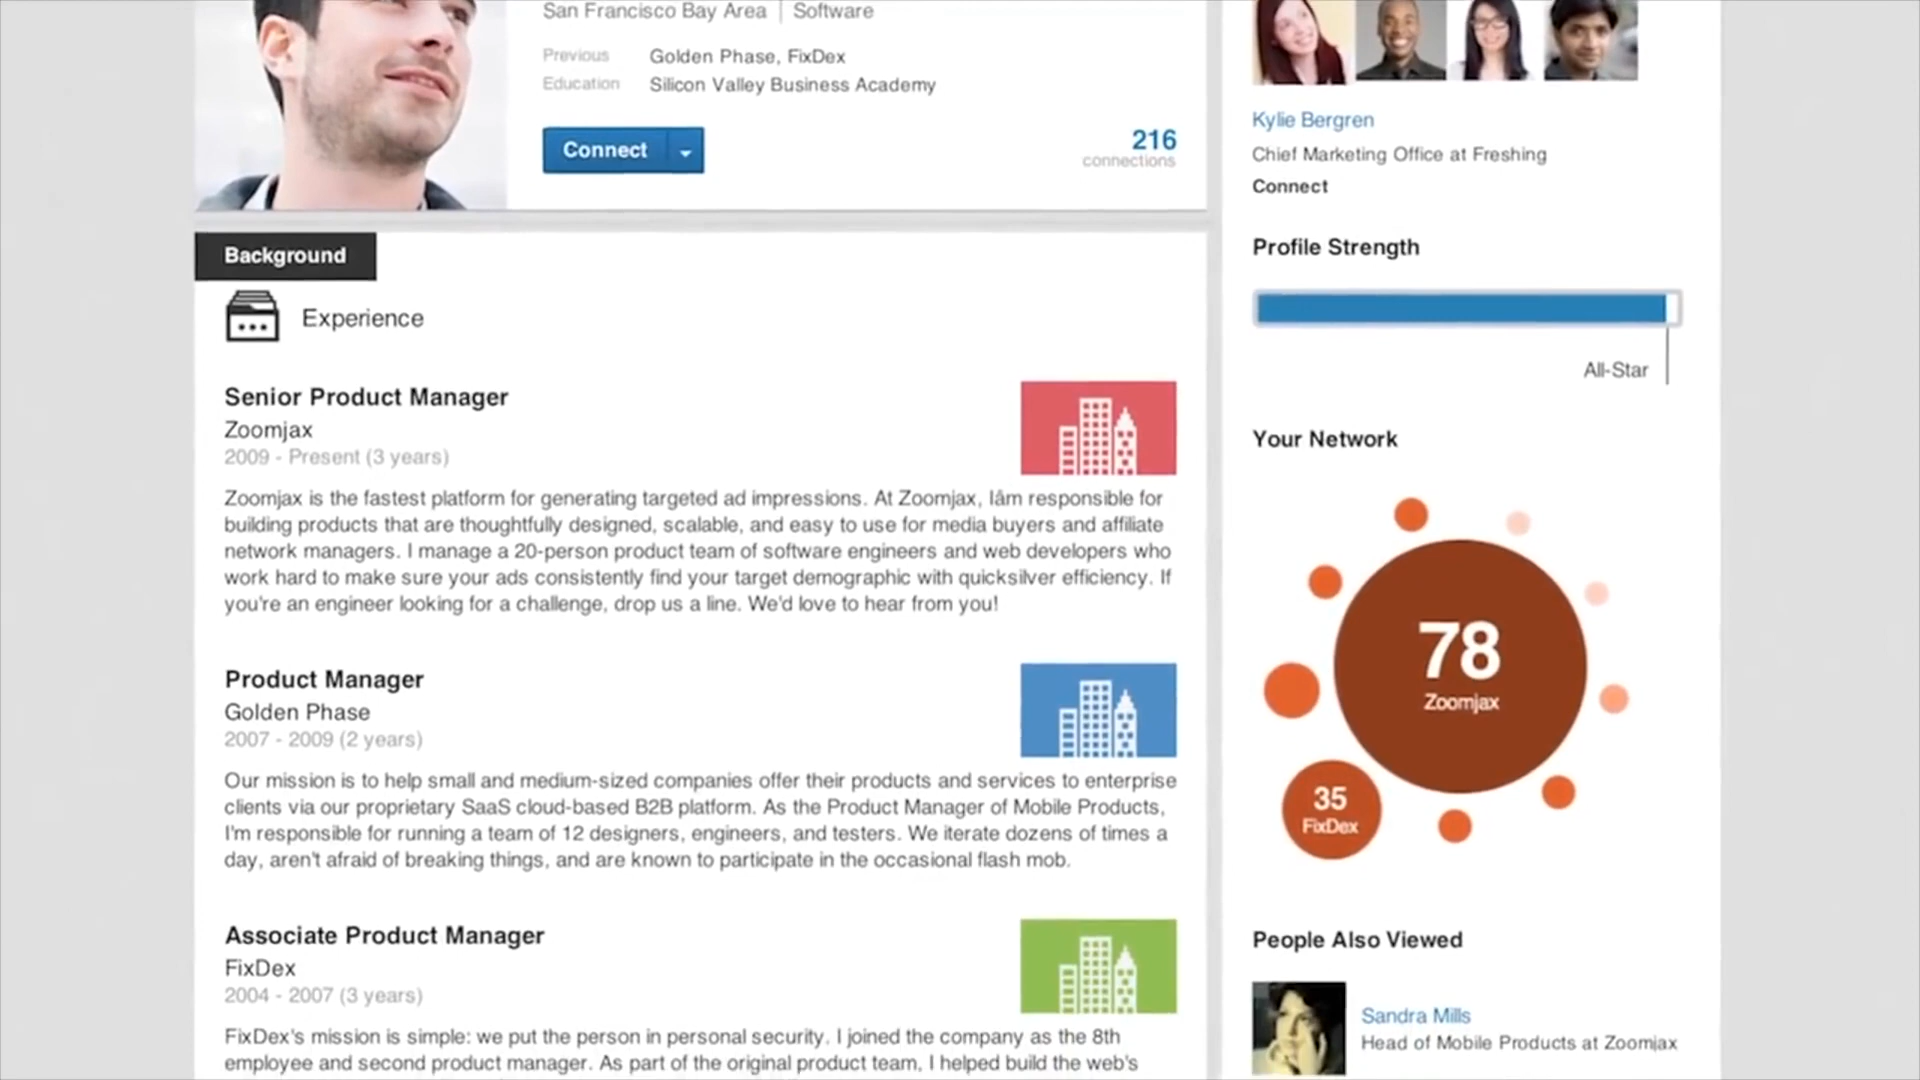 San Francisco Bay Area | Software
Previous Golden Phase, FixDex
Education Silicon Valley Business Academy
Connect
216
connections
Background
Experience
Senior Product Manager
Zoomjax
2009 - Present (3 years)
Zoomjax is the fastest platform for generating targeted ad impressions. At Zoomjax, Iâm responsible for
building products that are thoughtfully designed, scalable, and easy to use for media buyers and affiliate
network managers. I manage a 20-person product team of software engineers and web developers who
work hard to make sure your ads consistently find your target demographic with quicksilver efficiency. If
you're an engineer looking for a challenge, drop us a line. We'd love to hear from you!
Product Manager
Golden Phase
2007 - 2009 (2 years)
Our mission is to help small and medium-sized companies offer their products and services to enterprise
clients via our proprietary SaaS cloud-based B2B platform. As the Product Manager of Mobile Products,
I'm responsible for running a team of 12 designers, engineers, and testers. We iterate dozens of times a
day, aren't afraid of breaking things, and are known to participate in the occasional flash mob.
Associate Product Manager
FixDex
2004 - 2007 (3 years)
FixDex's mission is simple: we put the person in personal security. I joined the company as the 8th
employee and second product manager. As part of the original product team, I helped build the web's
Kylie Bergren
Chief Marketing Office at Freshing
Connect
Profile Strength
All-Star
Your Network
78
Zoomjax
35
FixDex
People Also Viewed
Sandra Mills
Head of Mobile Products at Zoomjax